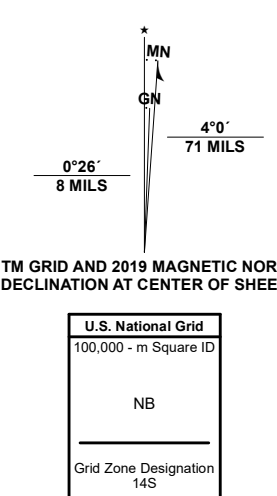 ★
MN
GN
4°0´
71 MILS
0°26´
8 MILS
TM GRID AND 2019 MAGNETIC NOR
DECLINATION AT CENTER OF SHEE
U.S. National Grid
100,000 - m Square ID
NB
Grid Zone Designation
14S